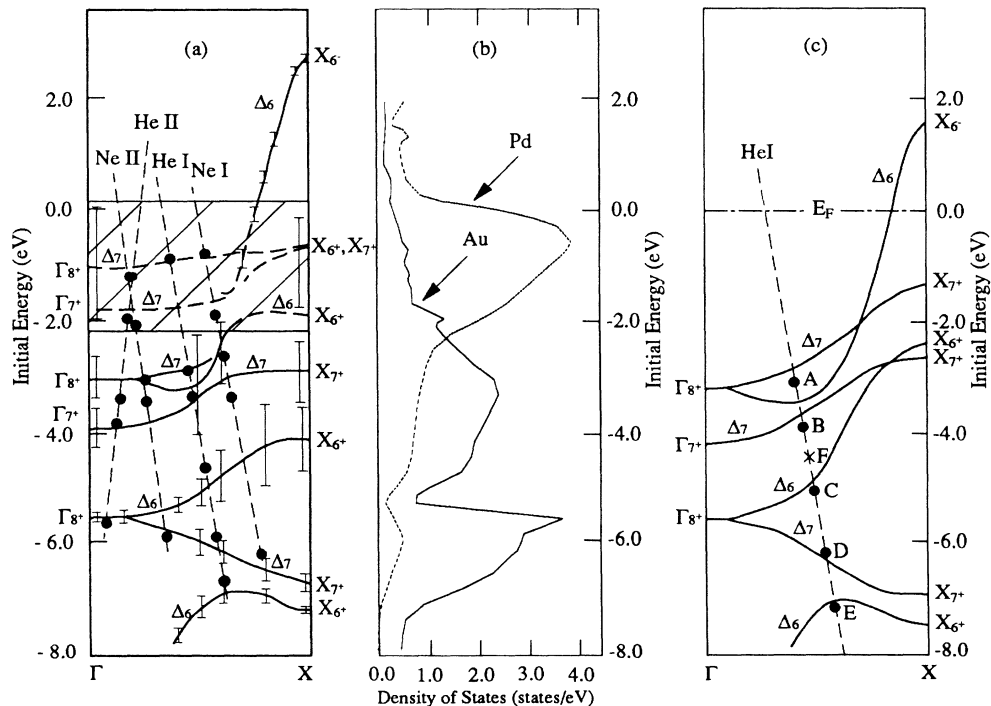 (a)
X6-
Δ6
2.0
He II
Ne II
He I
Ne I
0.0
Δ7
X6+, X7+
Γ8+
Γ7+
Δ7
Δ6
- 2.0
X6+
Δ7
Γ8+
Δ7
X7+
Γ7+
- 4.0
X6+
Δ6
Γ8+
- 6.0
Δ7
X7+
Δ6
X6+
- 8.0
Γ
X
Initial Energy (eV)
(b)
2.0
Pd
0.0
Au
- 2.0
- 4.0
- 6.0
- 8.0
0.0
1.0
2.0
3.0
4.0
Density of States (states/eV)
Initial Energy (eV)
(c)
2.0
X6-
HeI
Δ6
EF
0.0
X7+
- 2.0
Δ7
X6+
X7+
Γ8+
A
Δ7
B
Γ7+
- 4.0
F
Δ6
C
Γ8+
Δ7
D
- 6.0
X7+
E
Δ6
X6+
- 8.0
Γ
X
Initial Energy (eV)